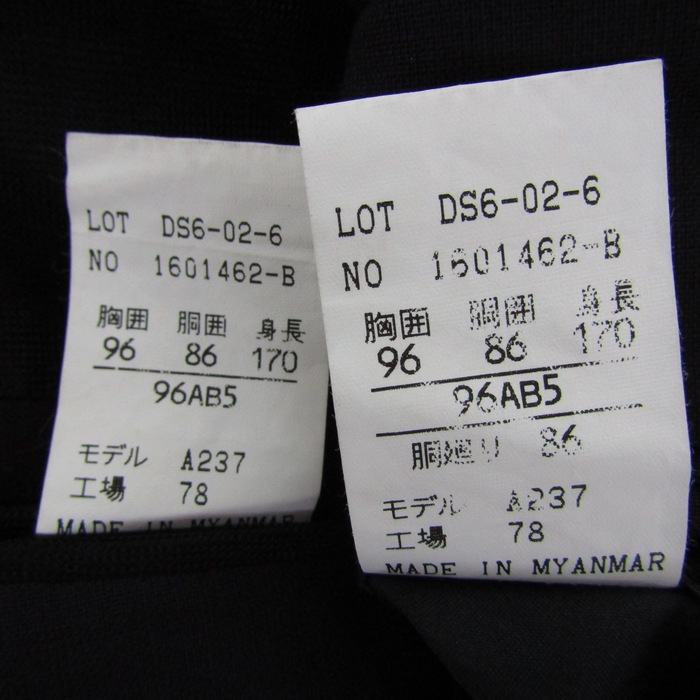 LOT DS6-02-6
NO 1601462-B
胸囲 胴囲 身長
96 86 170
96AB5
モデル A237
工場 78
MADE IN MYANMAR
LOT DS6-02-6
NO 1601462-B
胸囲 胴囲 身長
96 86 170
96AB5
胴廻り 86
モデル A237
工場 78
MADE IN MYANMAR